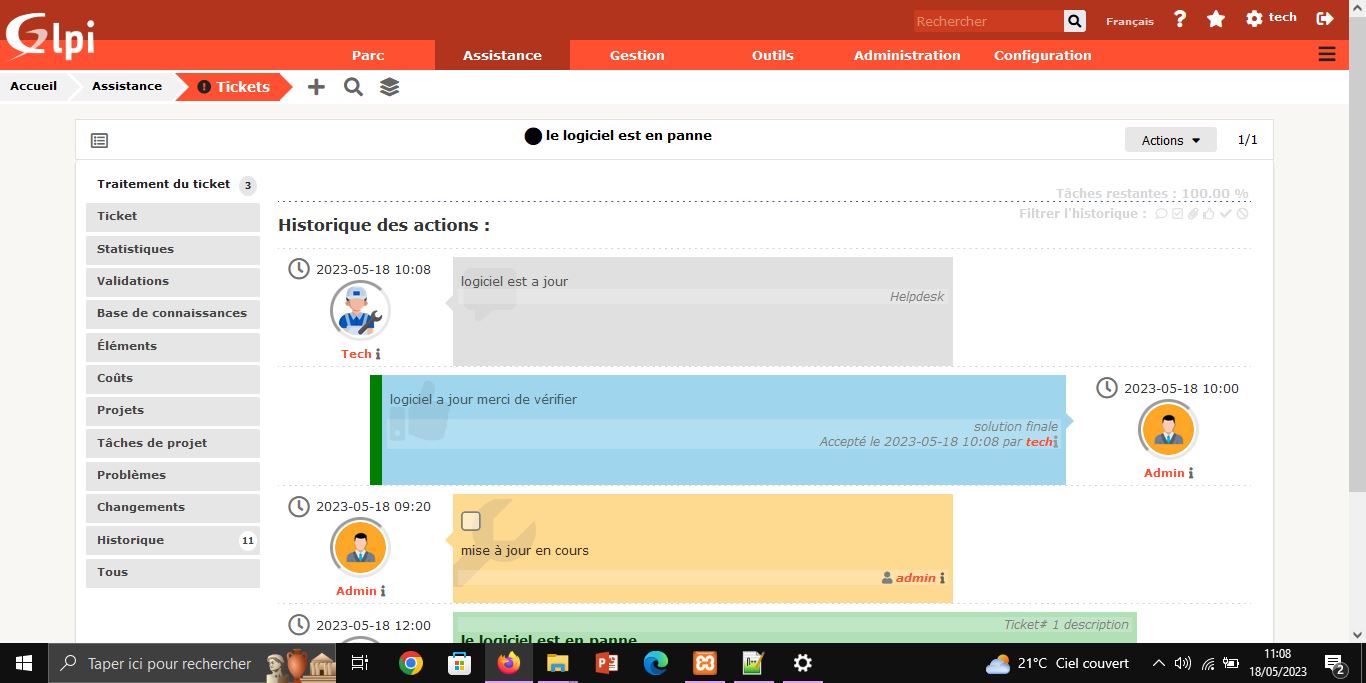 Glpi
Rechercher
Français
?
tech
Parc
Assistance
Gestion
Outils
Administration
Configuration
Accueil
Assistance
Tickets
le logiciel est en panne
Actions
1/1
Traitement du ticket 3
Ticket
Statistiques
Validations
Base de connaissances
Éléments
Coûts
Projets
Tâches de projet
Problèmes
Changements
Historique 11
Tous
Tâches restantes : 100.00 %
Filtrer l'historique :
Historique des actions :
2023-05-18 10:08
Tech
logiciel est a jour
Helpdesk
logiciel a jour merci de vérifier
solution finale
Accepté le 2023-05-18 10:08 par tech
2023-05-18 10:00
Admin
2023-05-18 09:20
Admin
mise à jour en cours
admin
2023-05-18 12:00
Ticket# 1 description
le logiciel est en panne
Taper ici pour rechercher
21°C Ciel couvert
11:08
18/05/2023
2